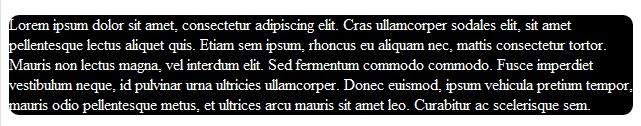 Lorem ipsum dolor sit amet, consectetur adipiscing elit. Cras ullamcorper sodales elit, sit amet
pellentesque lectus aliquet quis. Etiam sem ipsum, rhoncus eu aliquam nec, mattis consectetur tortor.
Mauris non lectus magna, vel interdum elit. Sed fermentum commodo commodo. Fusce imperdiet
vestibulum neque, id pulvinar urna ultricies ullamcorper. Donec euismod, ipsum vehicula pretium tempor,
mauris odio pellentesque metus, et ultrices arcu mauris sit amet leo. Curabitur ac scelerisque sem.